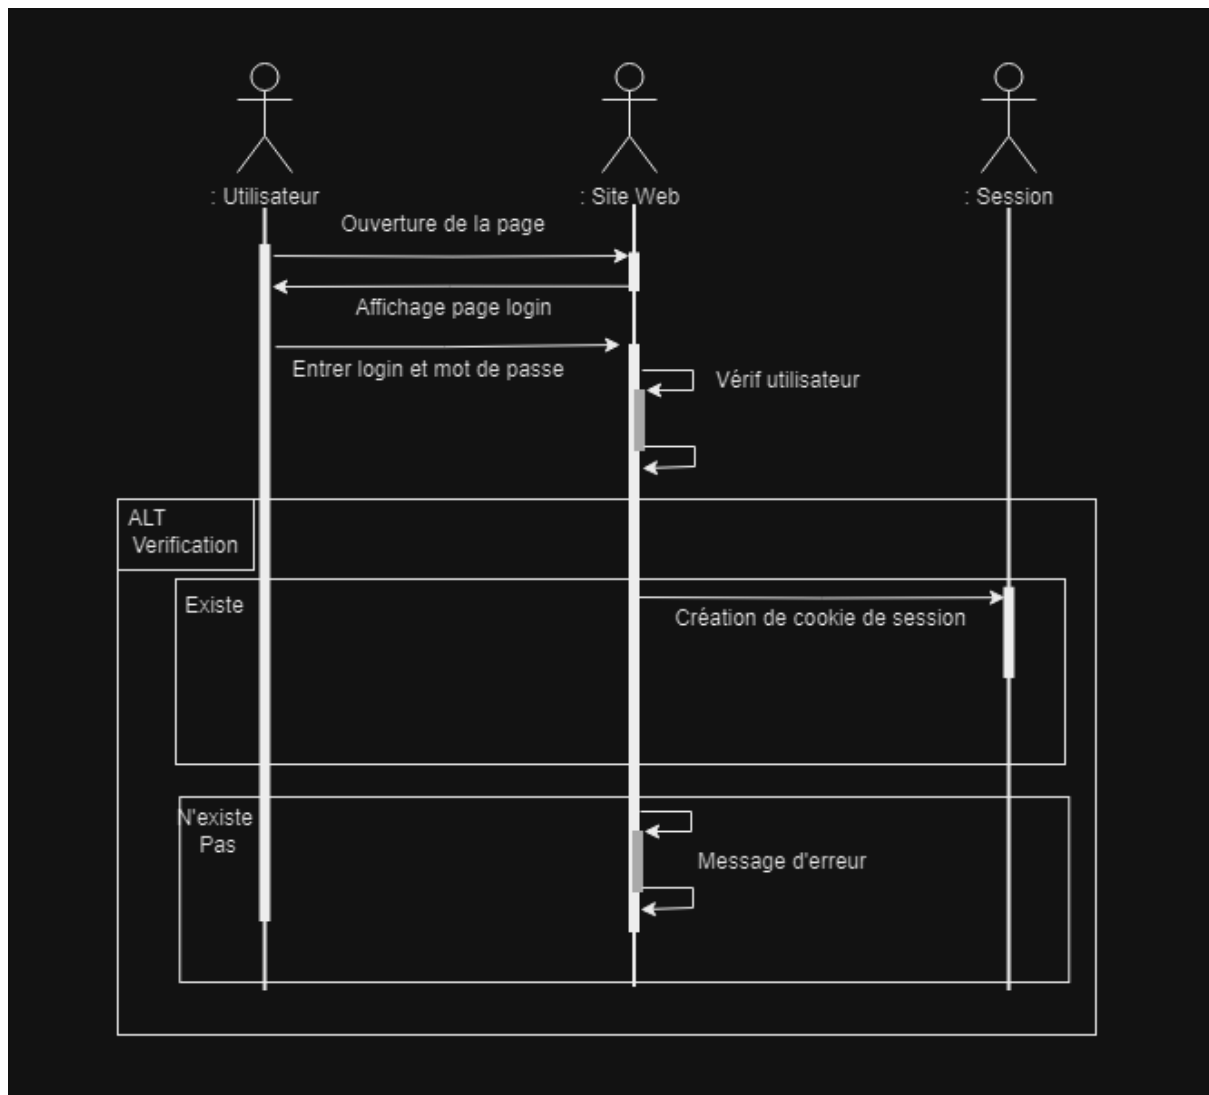 : Utilisateur
: Site Web
: Session
Ouverture de la page
Affichage page login
Entrer login et mot de passe
Vérif utilisateur
ALT
Verification
Existe
Création de cookie de session
N'existe
Pas
Message d'erreur